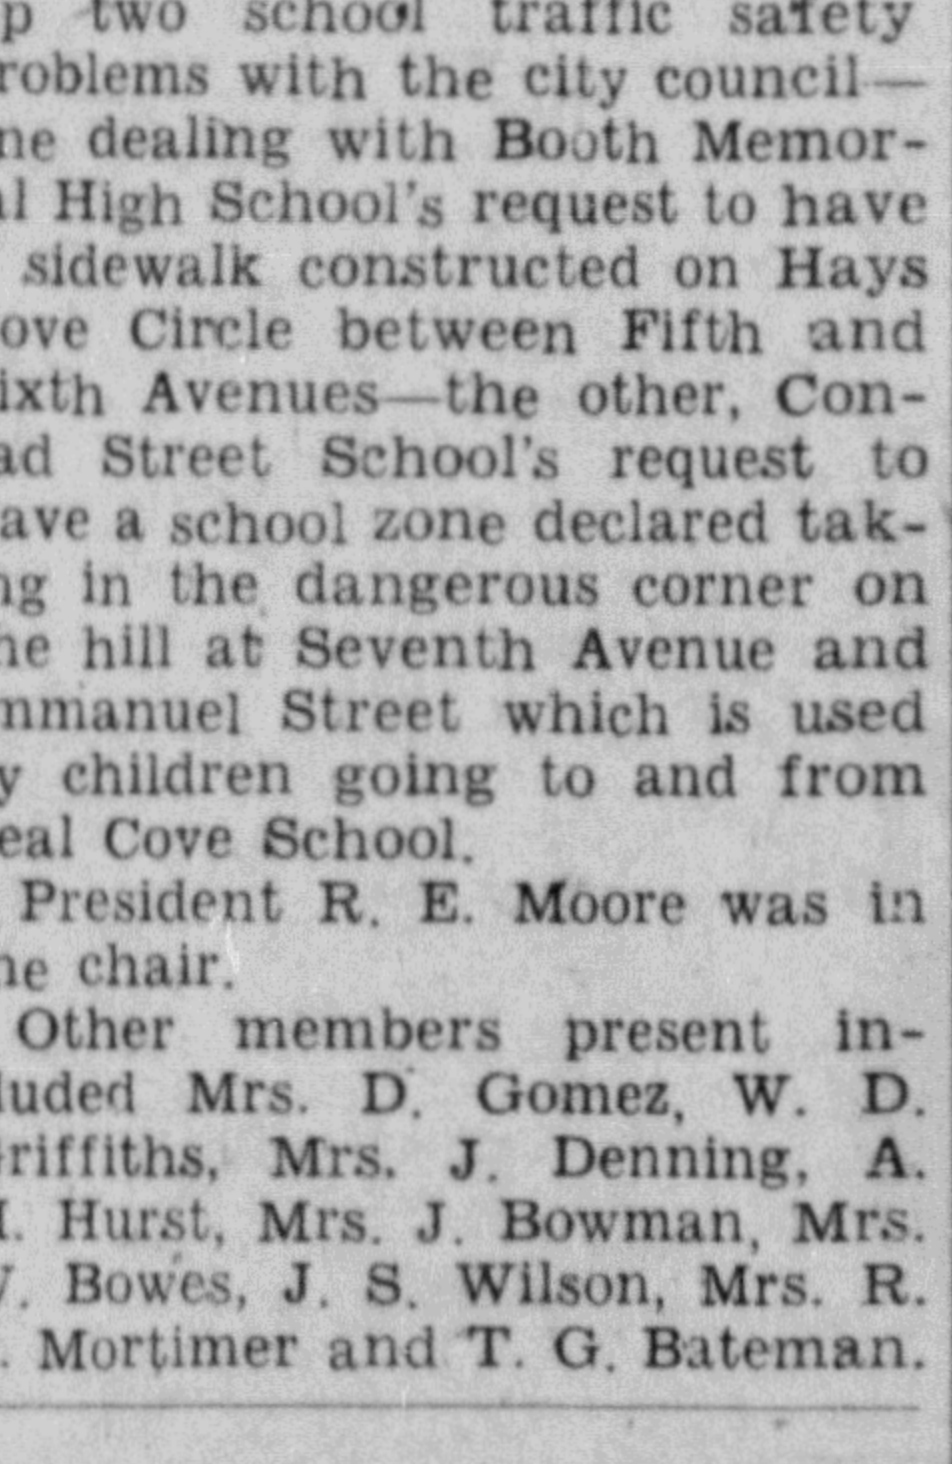 p two school traffic safety
roblems with the city council—
ne dealing with Booth Memor-
al High School's request to have
sidewalk constructed on Hays
ove Circle between Fifth and
ixth Avenues—the other, Con-
ad Street School's request to
ave a school zone declared tak-
ng in the dangerous corner on
he hill at Seventh Avenue and
mmanuel Street which is used
y children going to and from
eal Cove School.
President R. E. Moore was in
he chair.
Other members present in-
luded Mrs. D. Gomez, W. D.
riffiths, Mrs. J. Denning, A.
. Hurst, Mrs. J. Bowman, Mrs.
. Bowes, J. S. Wilson, Mrs. R.
. Mortimer and T. G. Bateman.